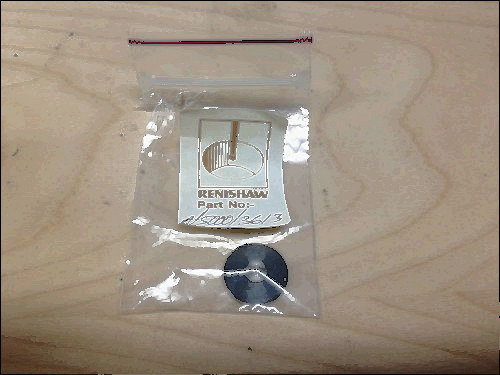 RENISHAW
Part No:-
A/5000/3613